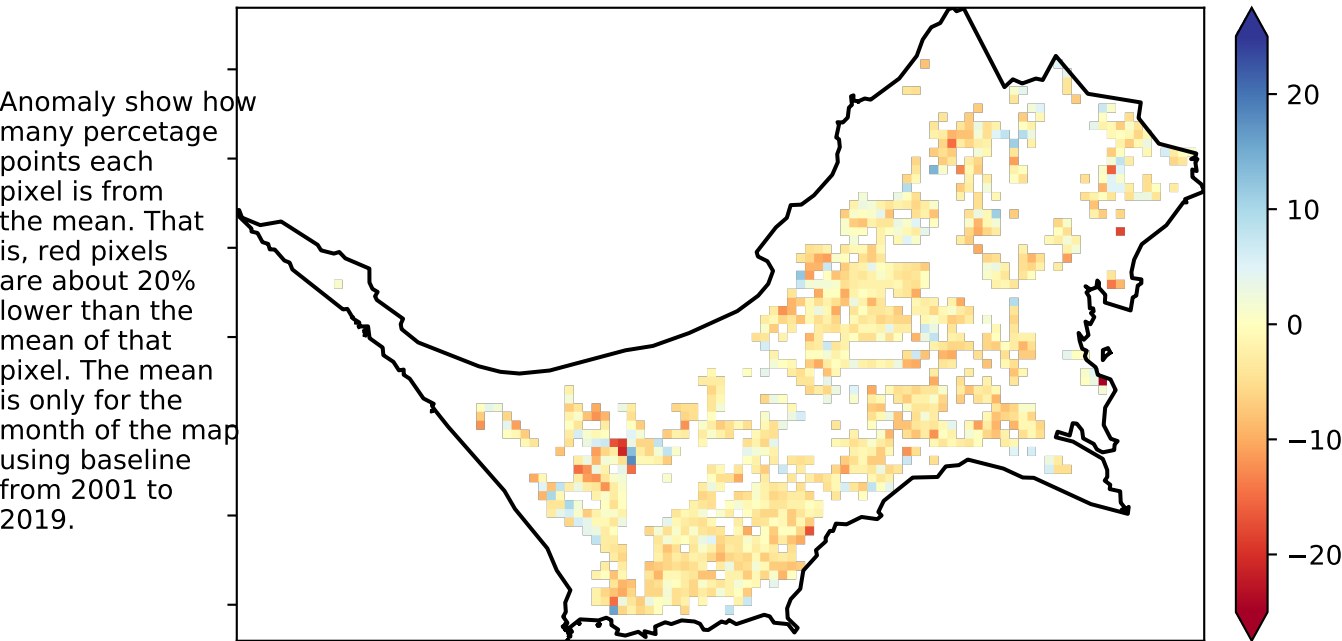 Anomaly show how
many percetage
points each
pixel is from
the mean. That
is, red pixels
are about 20%
lower than the
mean of that
pixel. The mean
is only for the
month of the map
using baseline
from 2001 to
2019.
20
10
0
−10
−20